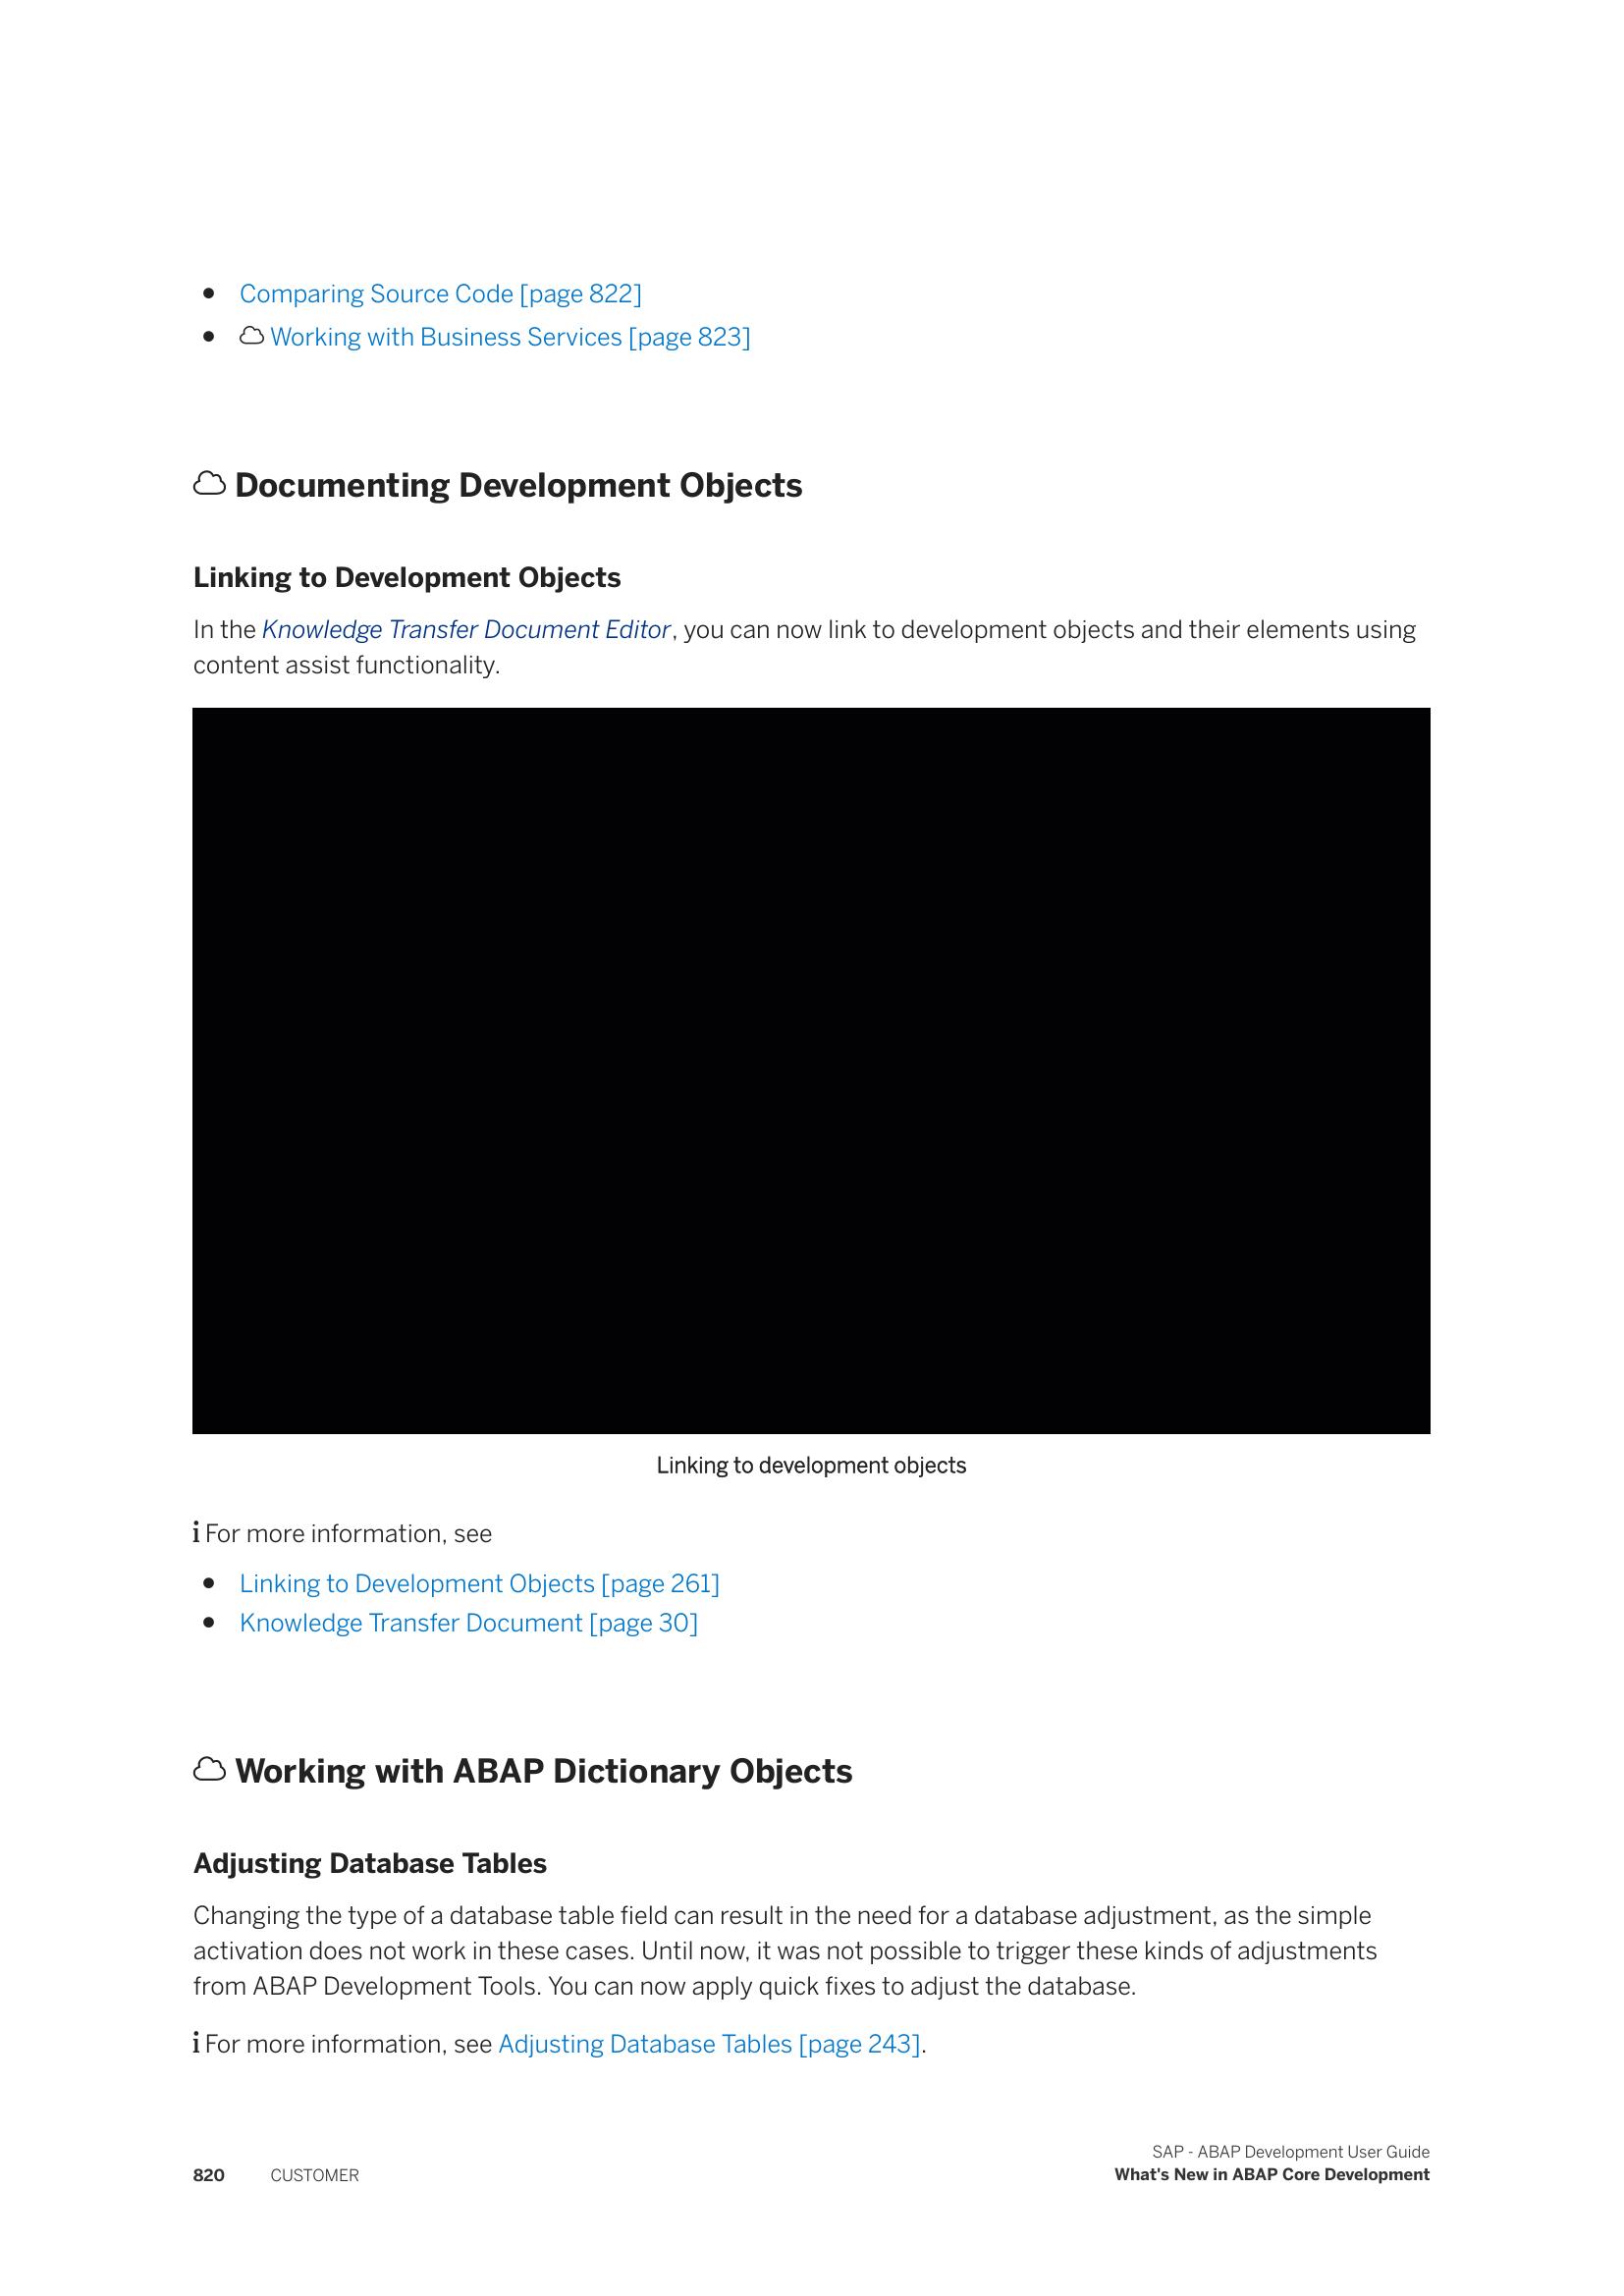 Comparing Source Code [page 822]
Working with Business Services [page 823]
Documenting Development Objects
Linking to Development Objects
In the Knowledge Transfer Document Editor, you can now link to development objects and their elements using
content assist functionality.
Linking to development objects
i For more information, see
Linking to Development Objects [page 261]
Knowledge Transfer Document [page 30]
Working with ABAP Dictionary Objects
Adjusting Database Tables
Changing the type of a database table field can result in the need for a database adjustment, as the simple
activation does not work in these cases. Until now, it was not possible to trigger these kinds of adjustments
from ABAP Development Tools. You can now apply quick fixes to adjust the database.
i For more information, see Adjusting Database Tables [page 243].
SAP - ABAP Development User Guide
820 CUSTOMER What's New in ABAP Core Development